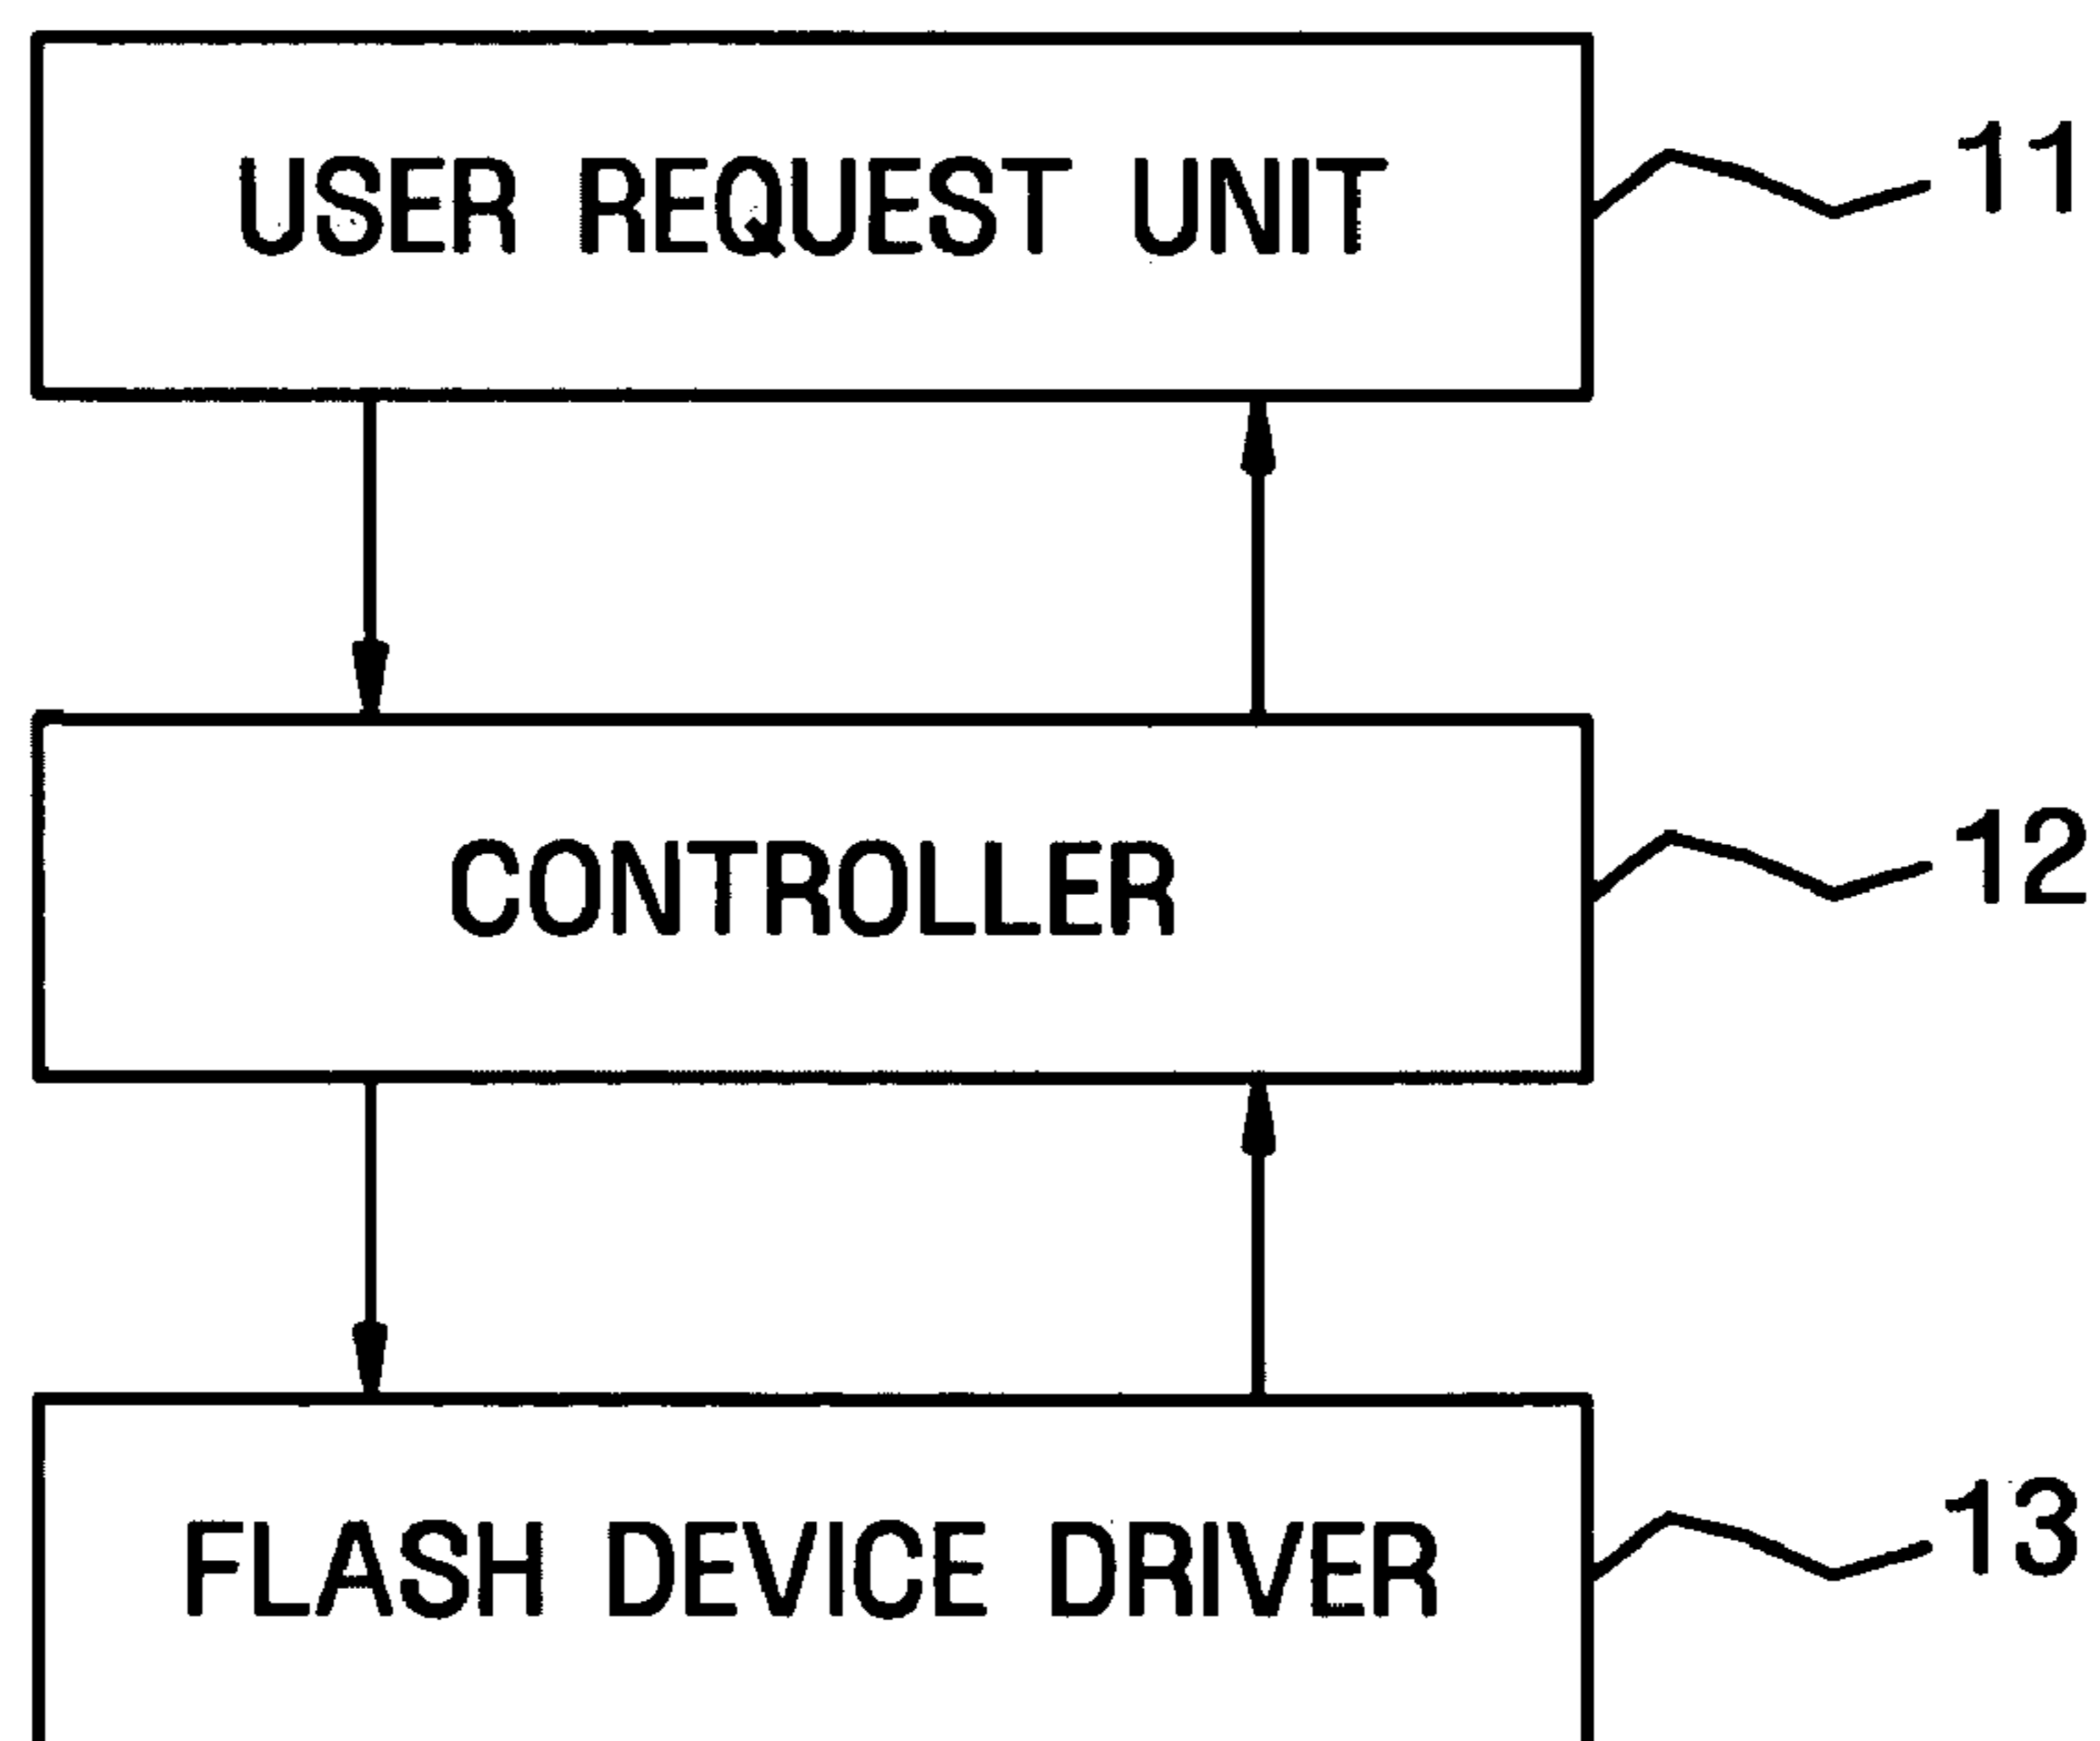 USER REQUEST UNIT
11
CONTROLLER
12
FLASH DEVICE DRIVER
13